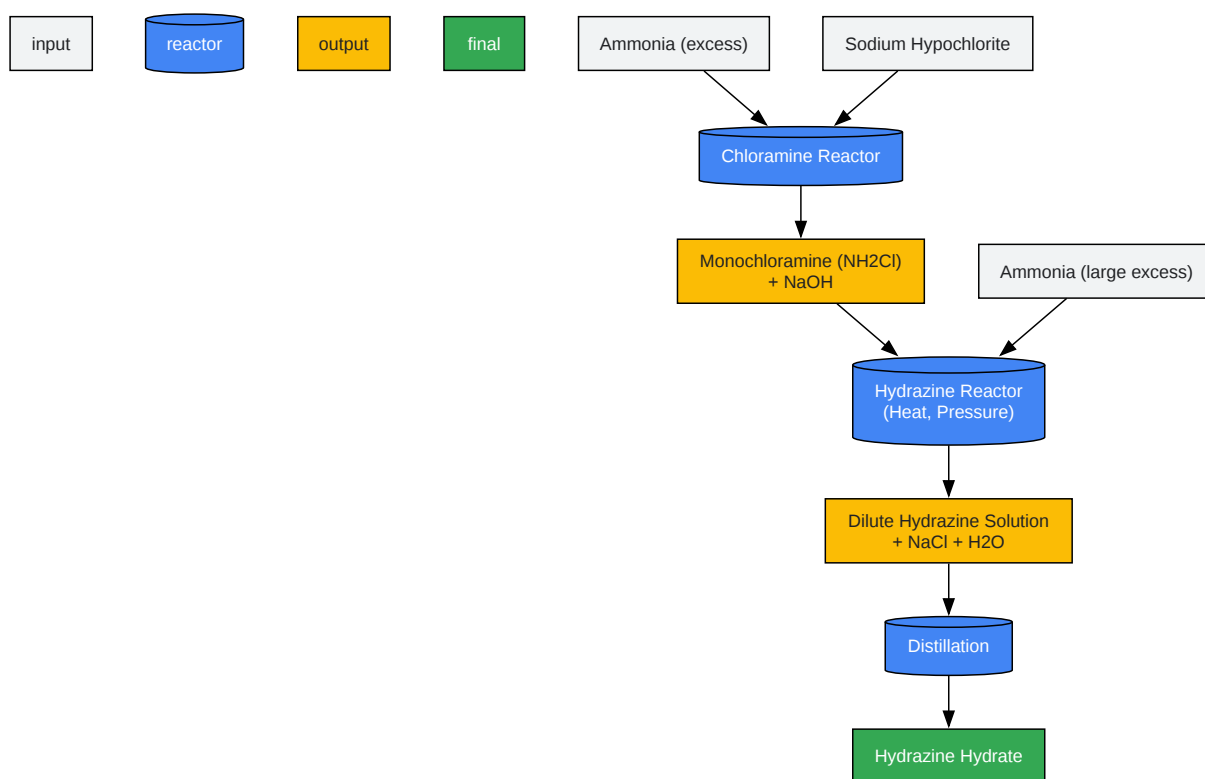 input
reactor
output
final
Ammonia (excess)
Sodium Hypochlorite
Chloramine Reactor
Monochloramine (NH2Cl)
+ NaOH
Ammonia (large excess)
Hydrazine Reactor
(Heat, Pressure)
Dilute Hydrazine Solution
+ NaCl + H2O
Distillation
Hydrazine Hydrate